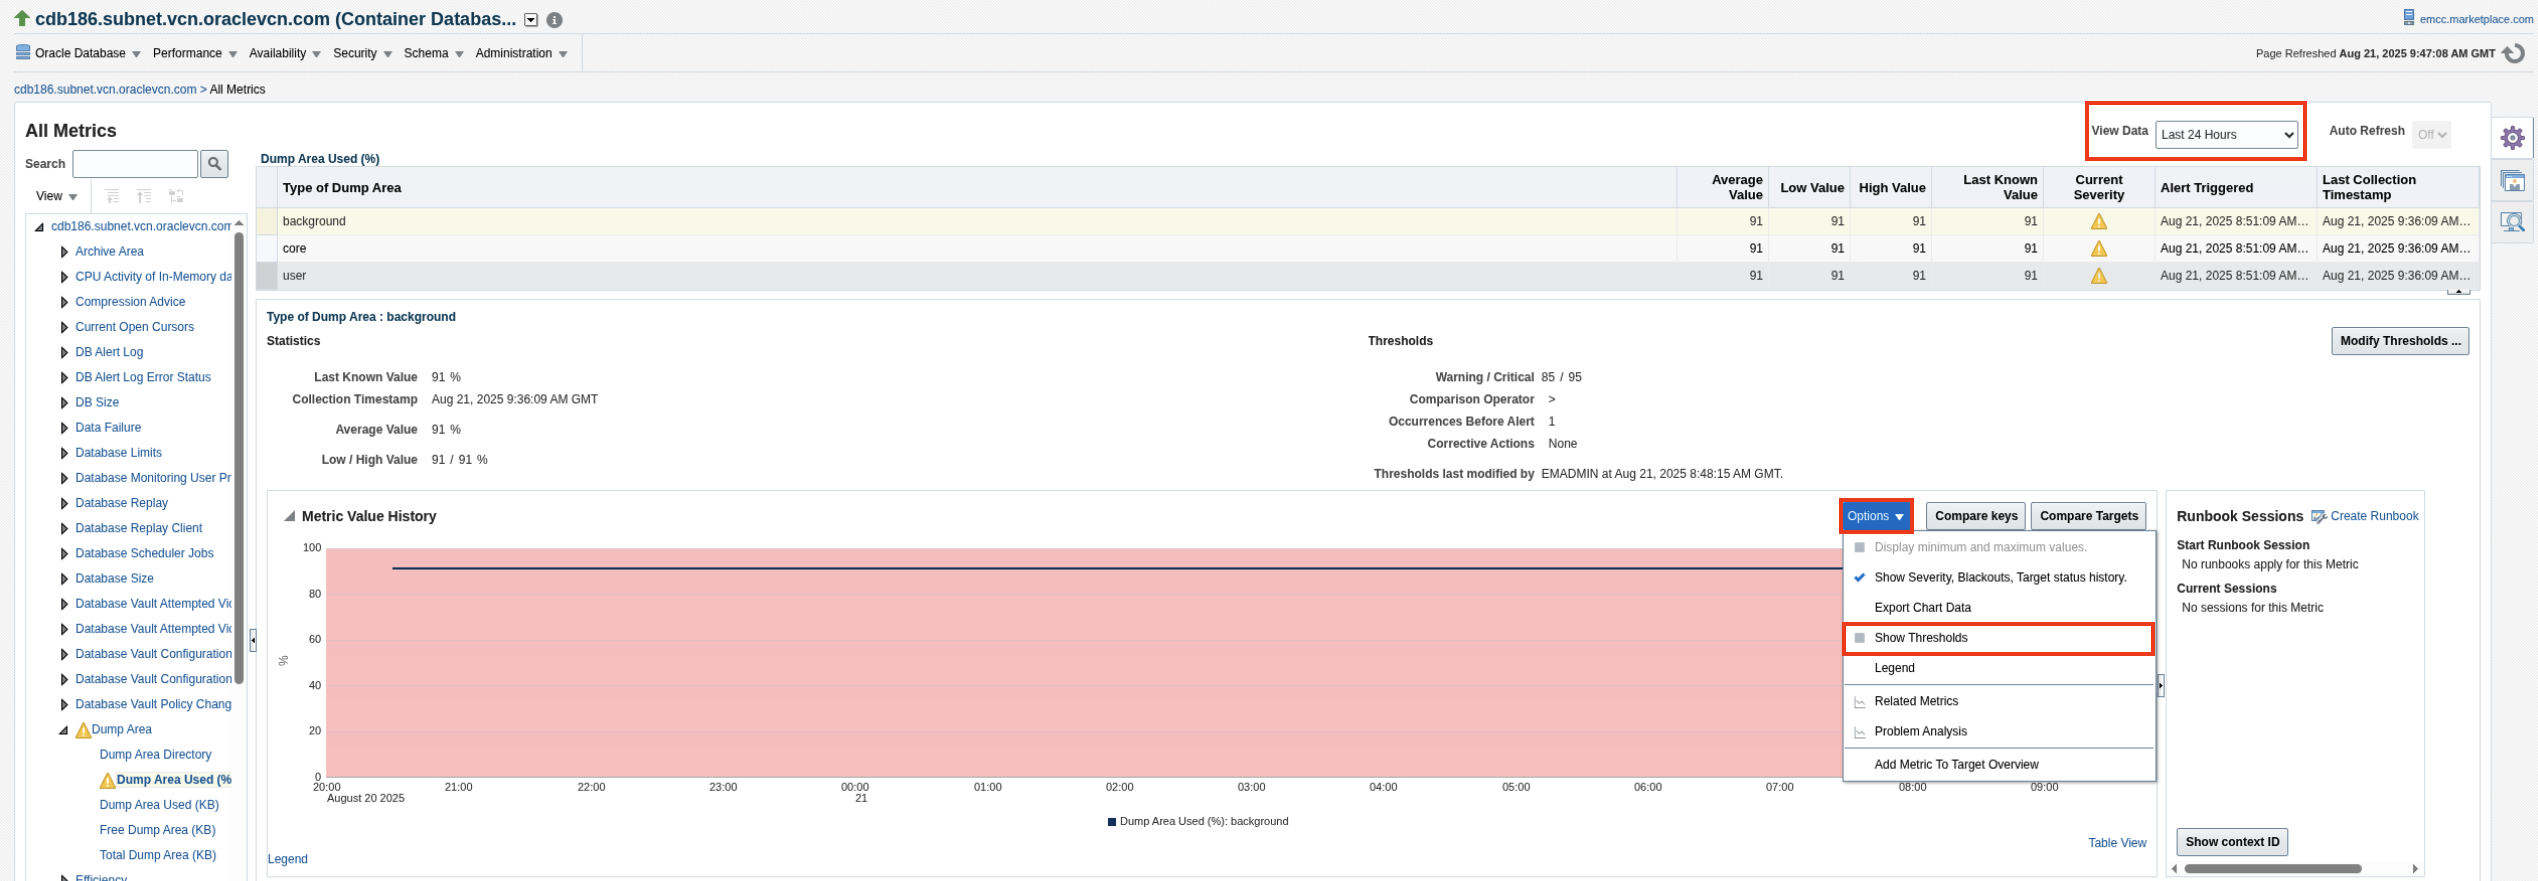 cdb186.subnet.vcn.oraclevcn.com (Container Databas...
emcc.marketplace.com
Oracle Database Performance Availability Security Schema Administration
Page Refreshed Aug 21, 2025 9:47:08 AM GMT
cdb186.subnet.vcn.oraclevcn.com > All Metrics
All Metrics
View Data Last 24 Hours
Auto Refresh Off
Search
View
cdb186.subnet.vcn.oraclevcn.com
Archive Area
CPU Activity of In-Memory da
Compression Advice
Current Open Cursors
DB Alert Log
DB Alert Log Error Status
DB Size
Data Failure
Database Limits
Database Monitoring User Pr
Database Replay
Database Replay Client
Database Scheduler Jobs
Database Size
Database Vault Attempted Vio
Database Vault Attempted Vio
Database Vault Configuration
Database Vault Configuration
Database Vault Policy Chang
Dump Area
Dump Area Directory
Dump Area Used (%
Dump Area Used (KB)
Free Dump Area (KB)
Total Dump Area (KB)
Efficiency
Dump Area Used (%)
Type of Dump Area Average Value Low Value High Value Last Known Value Current Severity Alert Triggered Last Collection Timestamp
background 91 91 91 91 Aug 21, 2025 8:51:09 AM... Aug 21, 2025 9:36:09 AM...
core 91 91 91 91 Aug 21, 2025 8:51:09 AM... Aug 21, 2025 9:36:09 AM...
user 91 91 91 91 Aug 21, 2025 8:51:09 AM... Aug 21, 2025 9:36:09 AM...
Type of Dump Area : background
Statistics
Last Known Value 91 %
Collection Timestamp Aug 21, 2025 9:36:09 AM GMT
Average Value 91 %
Low / High Value 91 / 91 %
Thresholds
Modify Thresholds ...
Warning / Critical 85 / 95
Comparison Operator >
Occurrences Before Alert 1
Corrective Actions None
Thresholds last modified by EMADMIN at Aug 21, 2025 8:48:15 AM GMT.
Metric Value History
Options Compare keys Compare Targets
Display minimum and maximum values.
Show Severity, Blackouts, Target status history.
Export Chart Data
Show Thresholds
Legend
Related Metrics
Problem Analysis
Add Metric To Target Overview
100
80
60
40
20
0
%
20:00 21:00 22:00 23:00 00:00 01:00 02:00 03:00 04:00 05:00 06:00 07:00 08:00 09:00
August 20 2025 21
Dump Area Used (%): background
Table View
Legend
Runbook Sessions Create Runbook
Start Runbook Session
No runbooks apply for this Metric
Current Sessions
No sessions for this Metric
Show context ID